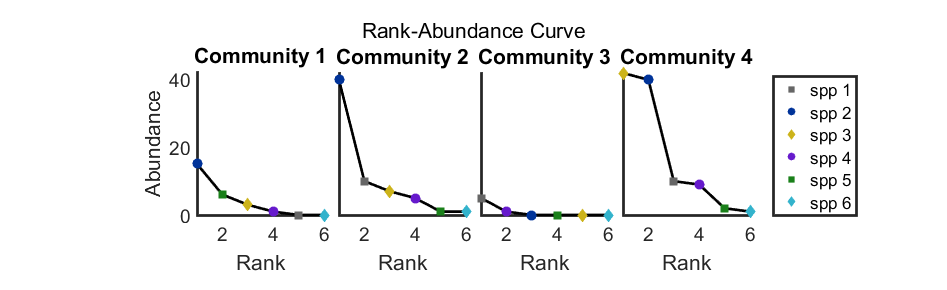 Rank-Abundance Curve
Community 1 Community 2 Community 3 Community 4
Abundance
40
20
0
2 4 6 2 4 6 2 4 6 2 4 6
Rank Rank Rank Rank
spp 1
spp 2
spp 3
spp 4
spp 5
spp 6